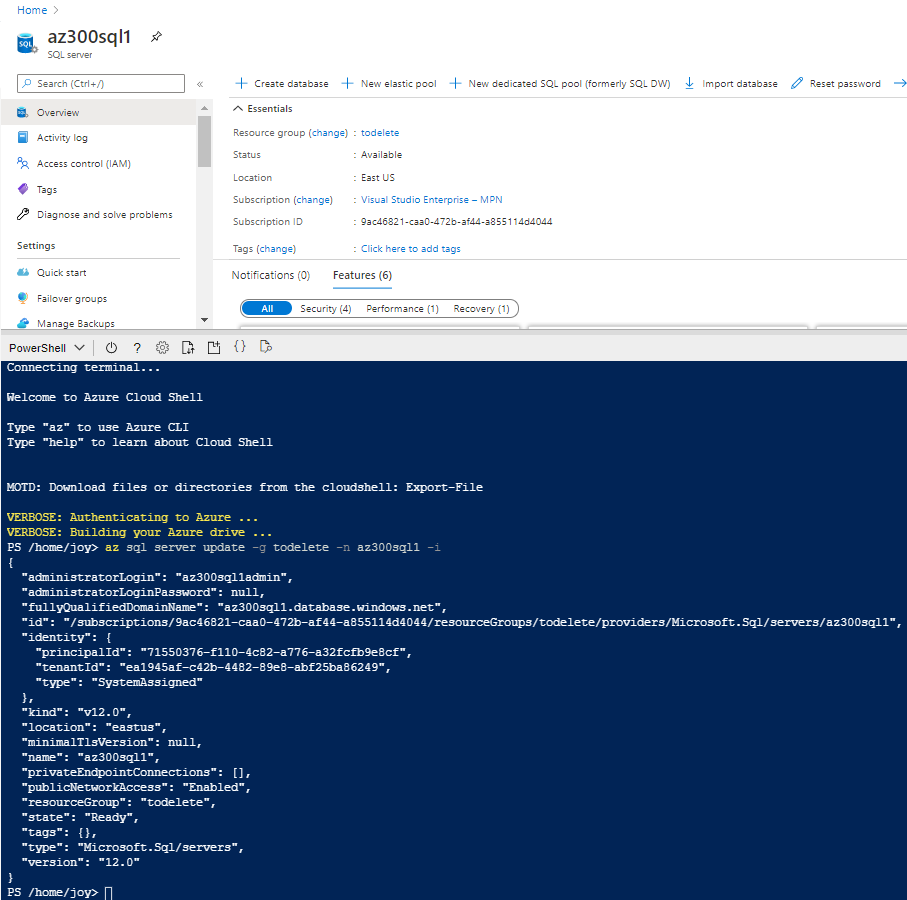 Home >
az300sql1
SQL server
Search (Ctrl+/)
«
Overview
Activity log
Access control (IAM)
Tags
Diagnose and solve problems
Settings
Quick start
Failover groups
Manage Backups
Create database
New elastic pool
New dedicated SQL pool (formerly SQL DW)
Import database
Reset password
Essentials
Resource group (change) : todelete
Status : Available
Location : East US
Subscription (change) : Visual Studio Enterprise – MPN
Subscription ID : 9ac46821-caa0-472b-af44-a855114d4044
Tags (change) : Click here to add tags
Notifications (0) Features (6)
All Security (4) Performance (1) Recovery (1)
PowerShell ? {}
Connecting terminal...
Welcome to Azure Cloud Shell
Type "az" to use Azure CLI
Type "help" to learn about Cloud Shell
MOTD: Download files or directories from the cloudshell: Export-File
VERBOSE: Authenticating to Azure ...
VERBOSE: Building your Azure drive ...
PS /home/joy> az sql server update -g todelete -n az300sql1 -i
{
  "administratorLogin": "az300sql1admin",
  "administratorLoginPassword": null,
  "fullyQualifiedDomainName": "az300sql1.database.windows.net",
  "id": "/subscriptions/9ac46821-caa0-472b-af44-a855114d4044/resourceGroups/todelete/providers/Microsoft.Sql/servers/az300sql1",
  "identity": {
    "principalId": "71550376-f110-4c82-a776-a32fcfb9e8cf",
    "tenantId": "ea1945af-c42b-4482-89e8-abf25ba86249",
    "type": "SystemAssigned"
  },
  "kind": "v12.0",
  "location": "eastus",
  "minimalTlsVersion": null,
  "name": "az300sql1",
  "privateEndpointConnections": [],
  "publicNetworkAccess": "Enabled",
  "resourceGroup": "todelete",
  "state": "Ready",
  "tags": {},
  "type": "Microsoft.Sql/servers",
  "version": "12.0"
}
PS /home/joy>